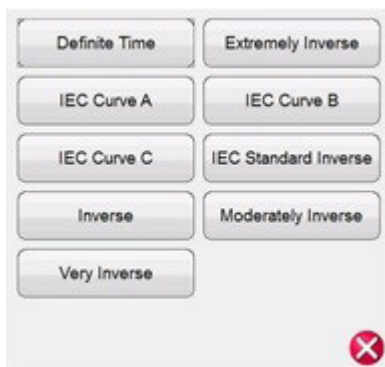 Definite Time
Extremely Inverse
IEC Curve A
IEC Curve B
IEC Curve C
IEC Standard Inverse
Inverse
Moderately Inverse
Very Inverse